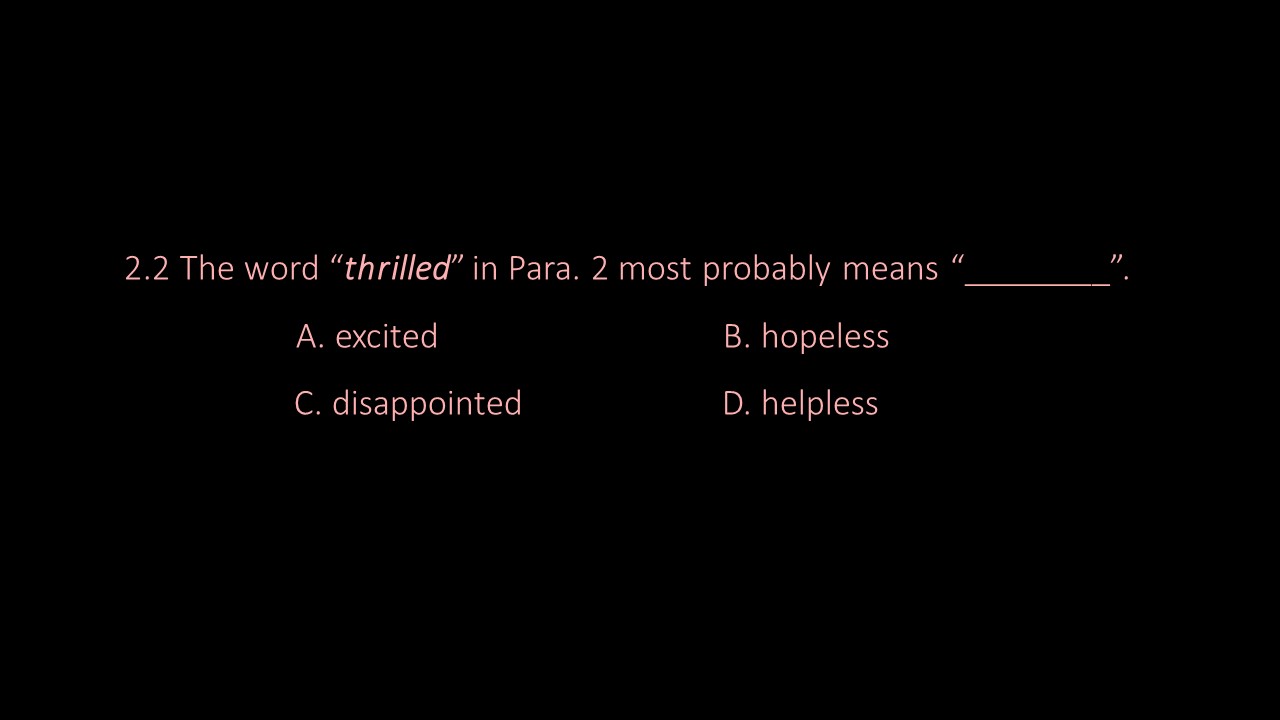 2.2 The word “thrilled” in Para. 2 most probably means “________”.
A. excited B. hopeless
C. disappointed D. helpless